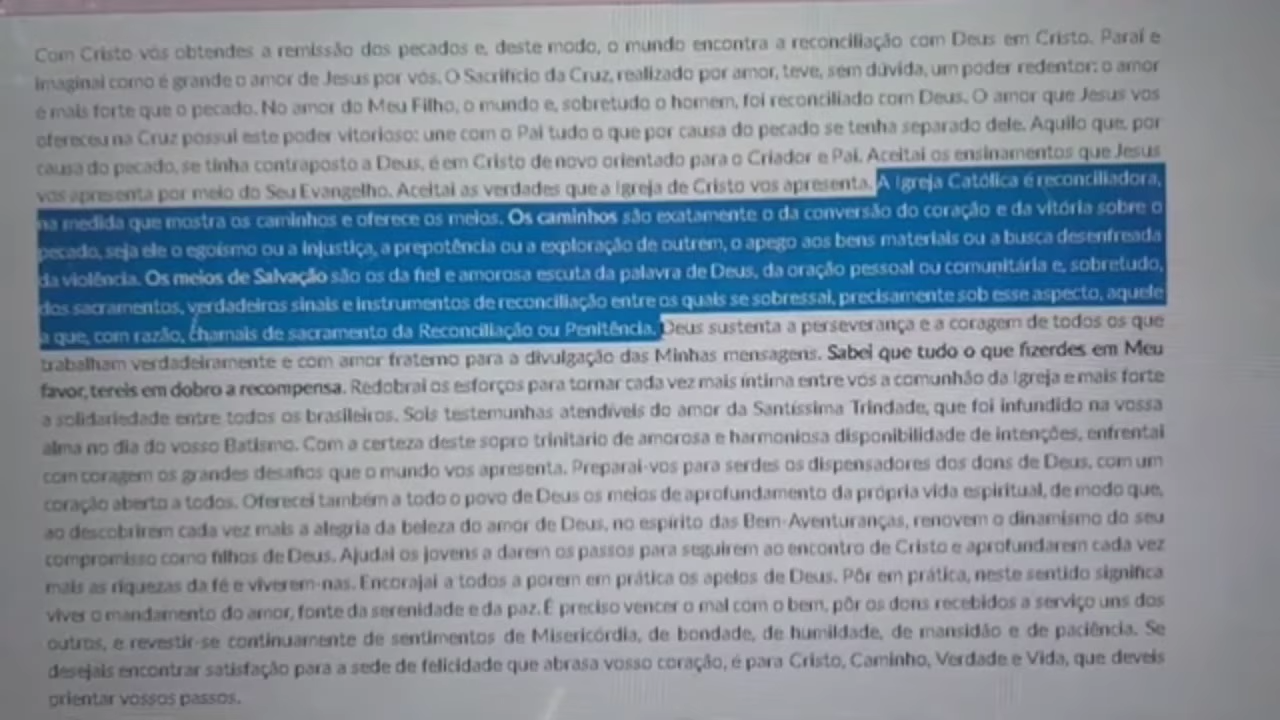 Com Cristo vós obtendes a remissão dos pecados e, deste modo, o mundo encontra a reconciliação com Deus em Cristo. Parai e
imaginai como é grande o amor de Jesus por vós. O Sacrifício da Cruz, realizado por amor, teve, sem dúvida, um poder redentor: o amor
é mais forte que o pecado. No amor do Meu Filho, o mundo e, sobretudo o homem, foi reconciliado com Deus. O amor que Jesus vos
ofereceu na Cruz possui este poder vitorioso: une com o Pai tudo o que por causa do pecado se tenha separado dele. Aquilo que, por
causa do pecado, se tinha contraposto a Deus, é em Cristo de novo orientado para o Criador e Pai. Aceitai os ensinamentos que Jesus
vos apresenta por meio do Seu Evangelho. Aceitai as verdades que a Igreja de Cristo vos apresenta. A Igreja Católica é reconciliadora,
na medida que mostra os caminhos e oferece os meios. Os caminhos são exatamente o da conversão do coração e da vitória sobre o
pecado, seja ele o egoísmo ou a injustiça, a prepotência ou a exploração de outrem, o apego aos bens materiais ou a busca desenfreada
da violência. Os meios de Salvação são os da fiel e amorosa escuta da palavra de Deus, da oração pessoal ou comunitária e, sobretudo,
dos sacramentos, verdadeiros sinais e instrumentos de reconciliação entre os quais se sobressai, precisamente sob esse aspecto, aquele
a que, com razão, chamais de sacramento da Reconciliação ou Penitência. Deus sustenta a perseverança e a coragem de todos os que
trabalham verdadeiramente e com amor fraterno para a divulgação das Minhas mensagens. Sabei que tudo o que fizerdes em Meu
favor, tereis em dobro a recompensa. Redobrai os esforços para tornar cada vez mais íntima entre vós a comunhão da Igreja e mais forte
a solidariedade entre todos os brasileiros. Sois testemunhas atendíveis do amor da Santíssima Trindade, que foi infundido na vossa
alma no dia do vosso Batismo. Com a certeza deste sopro trinitário de amorosa e harmoniosa disponibilidade de intenções, enfrentai
com coragem os grandes desafios que o mundo vos apresenta. Preparai-vos para serdes os dispensadores dos dons de Deus, com um
coração aberto a todos. Oferecei também a todo o povo de Deus os meios de aprofundamento da própria vida espiritual, de modo que,
ao descobrirem cada vez mais a alegria da beleza do amor de Deus, no espírito das Bem-Aventuranças, renovem o dinamismo do seu
compromisso como filhos de Deus. Ajudai os jovens a darem os passos para seguirem ao encontro de Cristo e aprofundarem cada vez
mais as riquezas da fé e viverem-nas. Encorajai a todos a porem em prática os apelos de Deus. Pôr em prática, neste sentido significa
viver o mandamento do amor, fonte da serenidade e da paz. É preciso vencer o mal com o bem, pôr os dons recebidos a serviço uns dos
outros, e revestir-se continuamente de sentimentos de Misericórdia, de bondade, de humildade, de mansidão e de paciência. Se
desejais encontrar satisfação para a sede de felicidade que abrasa vosso coração, é para Cristo, Caminho, Verdade e Vida, que deveis
orientar vossos passos.